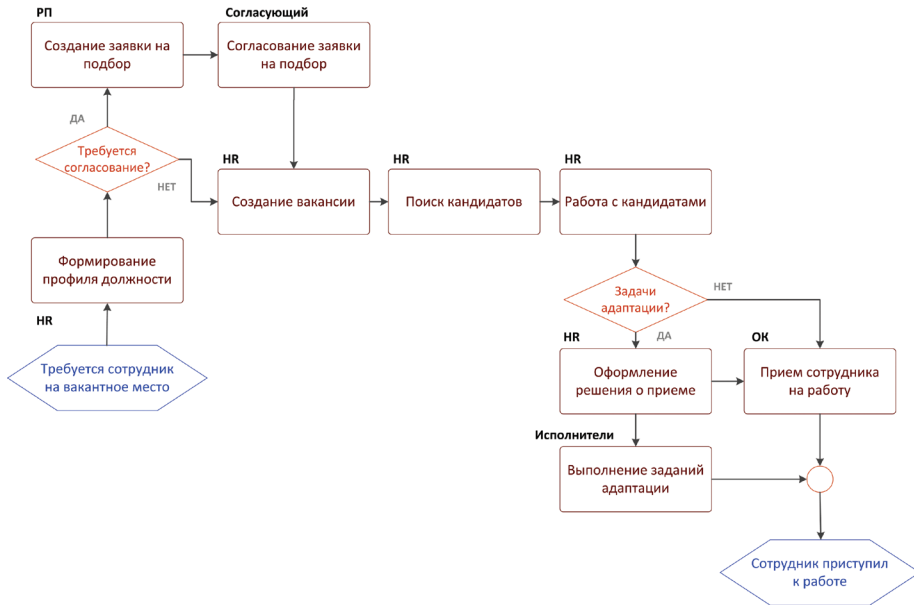 РП
Создание заявки на
подбор
Согласующий
Согласование заявки
на подбор
ДА
Требуется
согласование?
НЕТ
HR
Создание вакансии
HR
Поиск кандидатов
HR
Работа с кандидатами
Формирование
профиля должности
HR
Требуется сотрудник
на вакантное место
Задачи
адаптации?
НЕТ
ДА
HR
Оформление
решения о приеме
ОК
Прием сотрудника
на работу
Исполнители
Выполнение заданий
адаптации
Сотрудник приступил
к работе